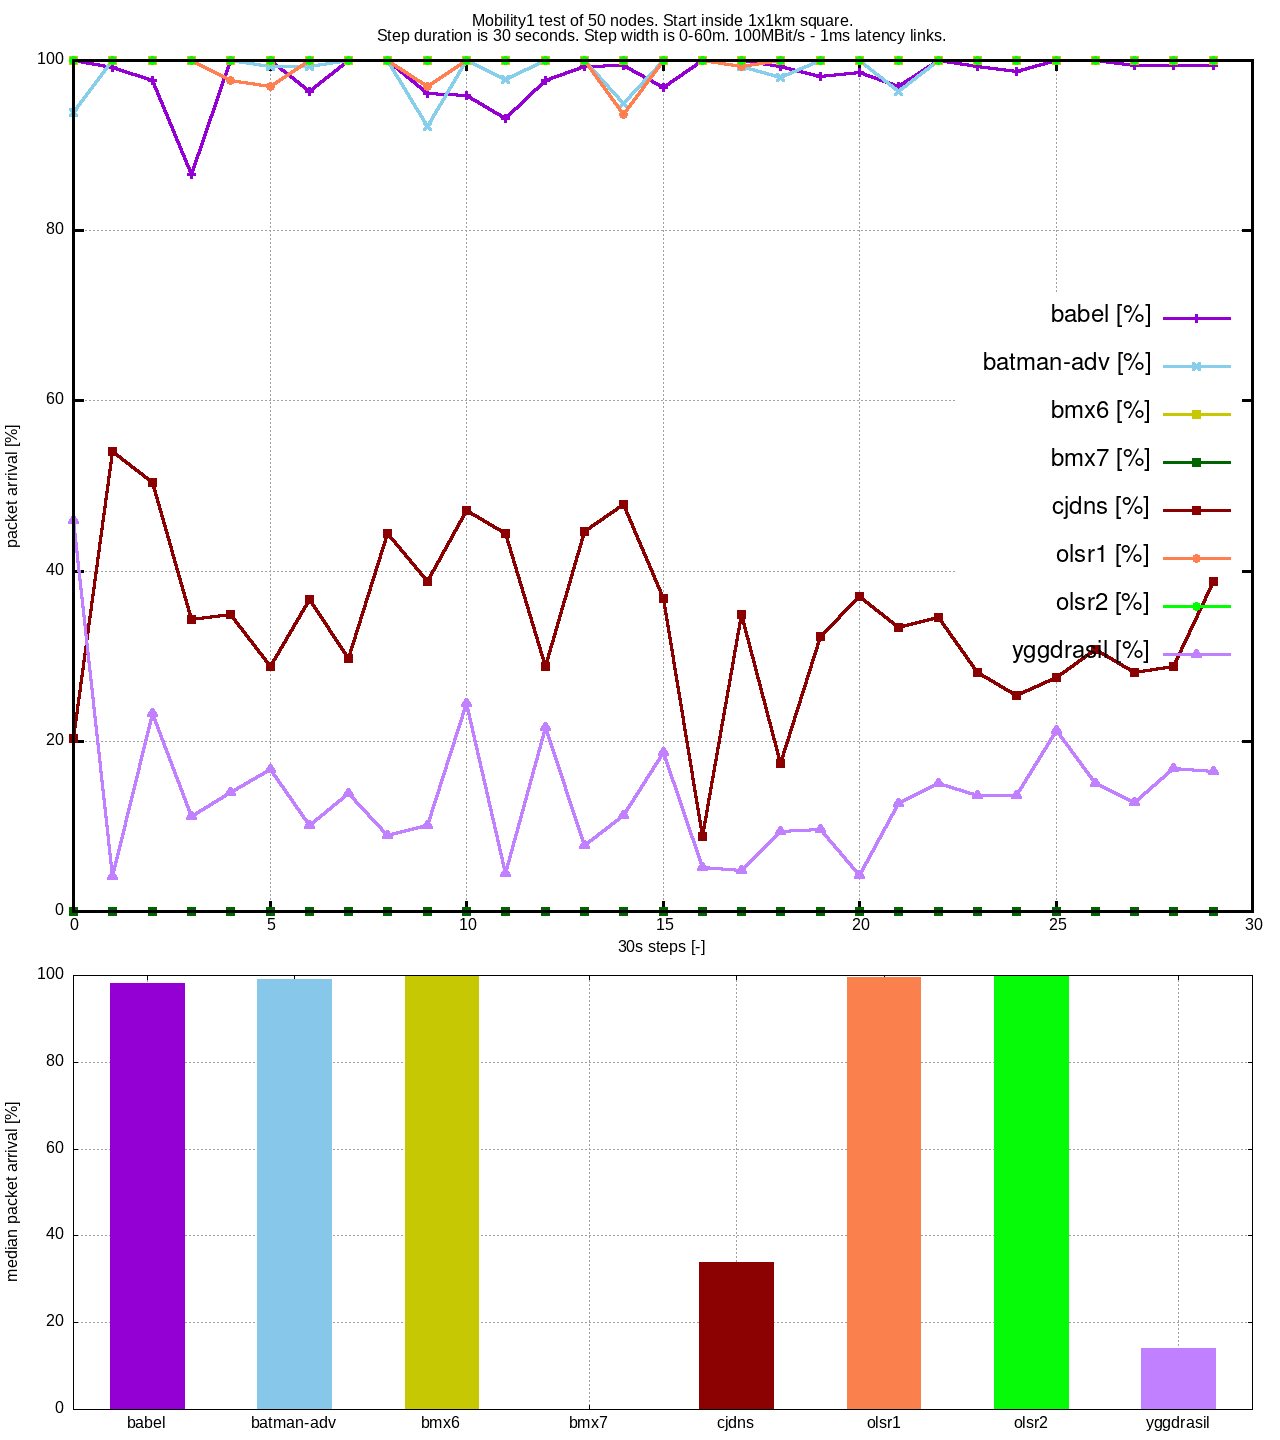 Mobility1 test of 50 nodes. Start inside 1x1km square.
Step duration is 30 seconds. Step width is 0-60m. 100MBit/s - 1ms latency links.
100
80
60
40
20
0
packet arrival [%]
babel [%]
batman-adv [%]
bmx6 [%]
bmx7 [%]
cjdns [%]
olsr1 [%]
olsr2 [%]
yggdrasil [%]
0 5 10 15 20 25 30
30s steps [-]
100
80
60
40
20
0
median packet arrival [%]
babel batman-adv bmx6 bmx7 cjdns olsr1 olsr2 yggdrasil